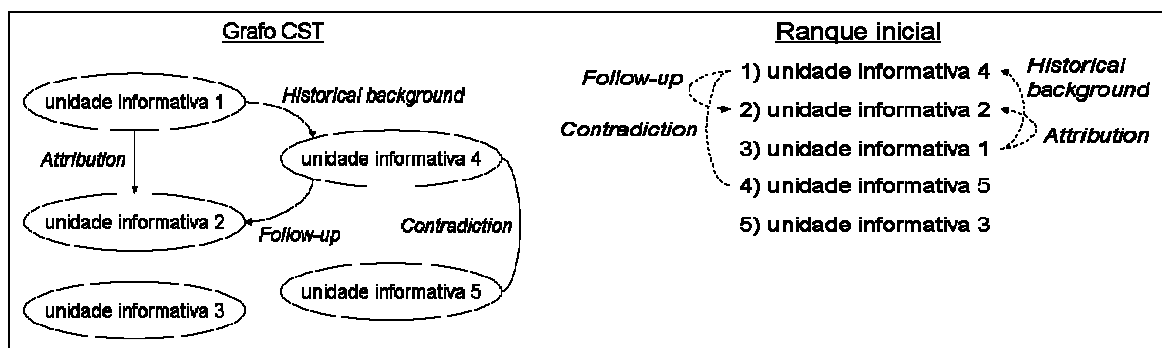 Grafo CST
unidade informativa 1
Historical background
Attribution
unidade informativa 4
unidade informativa 2
Follow-up
Contradiction
unidade informativa 3
unidade informativa 5
Ranque inicial
Follow-up
Contradiction
1) unidade informativa 4
2) unidade informativa 2
3) unidade informativa 1
4) unidade informativa 5
5) unidade informativa 3
Historical
background
Attribution